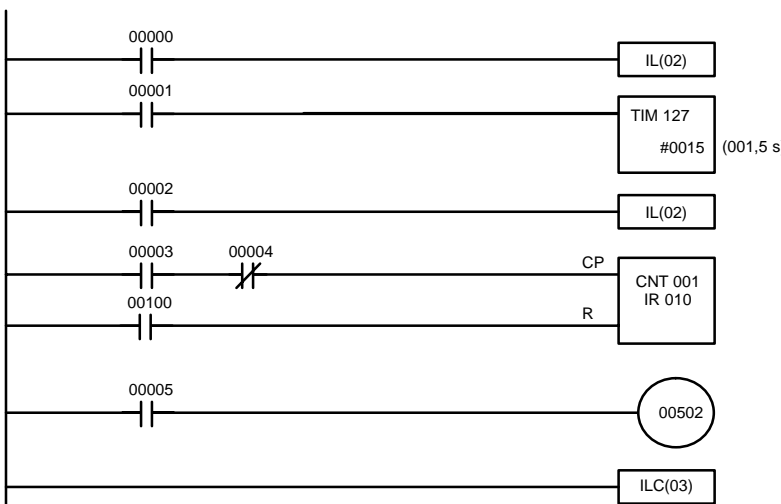 00000
IL(02)
00001
TIM 127
#0015 (001,5 s
00002
IL(02)
00003 00004
CP
CNT 001
IR 010
00100
R
00005
00502
ILC(03)